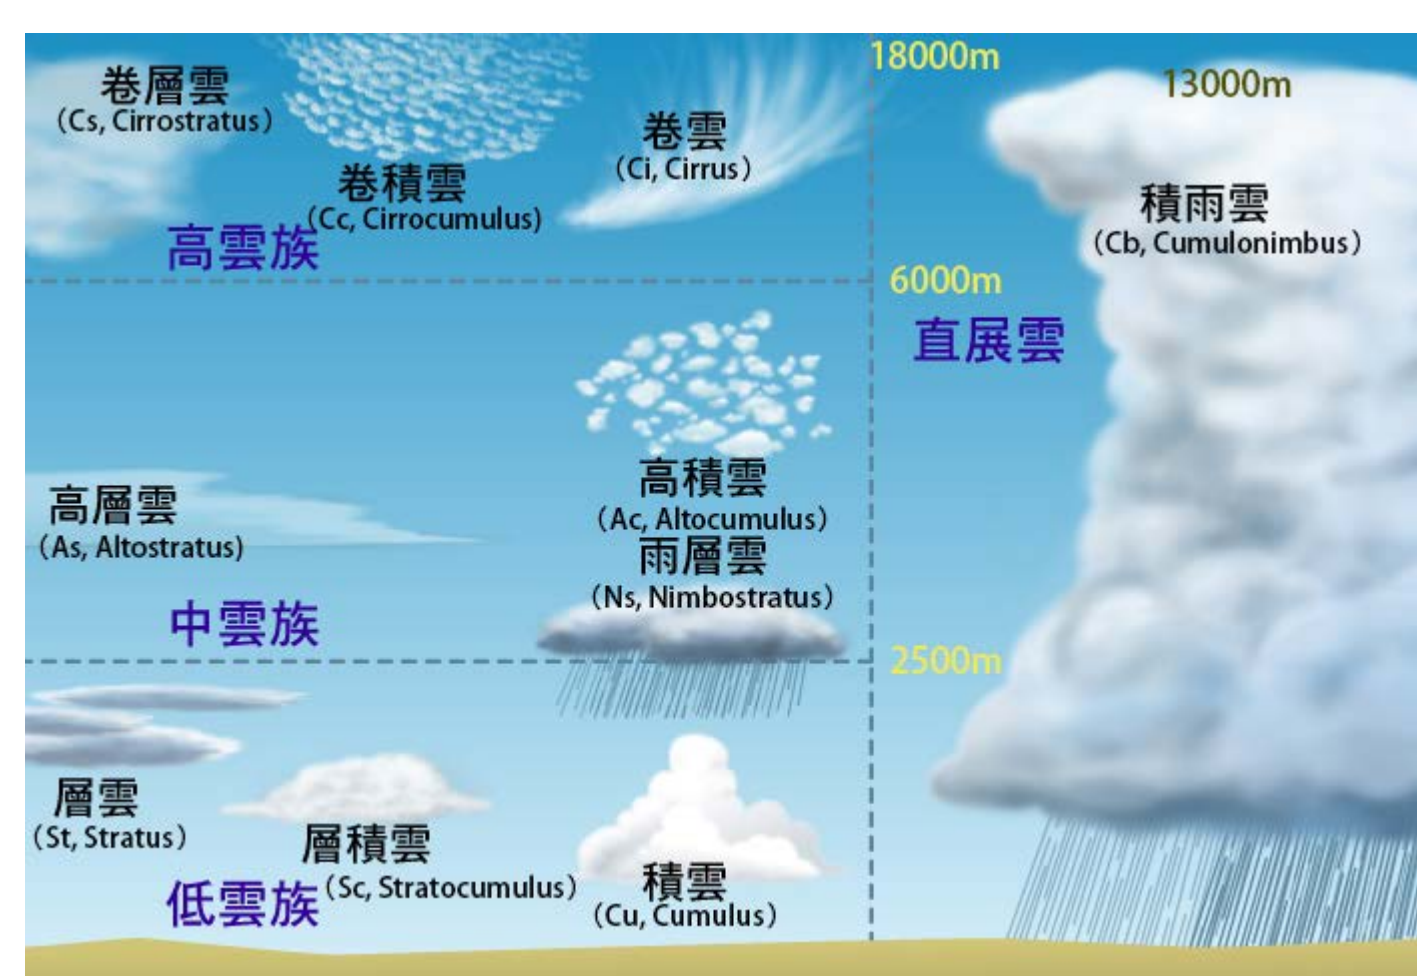 卷層雲
(Cs, Cirrostratus)
卷積雲
(Cc, Cirrocumulus)
卷雲
(Ci, Cirrus)
高雲族
18000m
13000m
積雨雲
(Cb, Cumulonimbus)
6000m
直展雲
高積雲
(Ac, Altocumulus)
高層雲
(As, Altostratus)
雨層雲
(Ns, Nimbostratus)
中雲族
2500m
層雲
(St, Stratus)
層積雲
(Sc, Stratocumulus)
積雲
(Cu, Cumulus)
低雲族